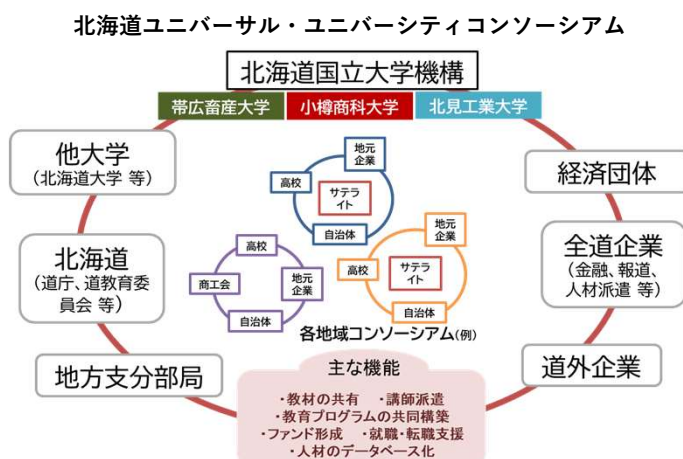 北海道ユニバーサル・ユニバーシティコンソーシアム
北海道国立大学機構
帯広畜産大学 小樽商科大学 北見工業大学
他大学
(北海道大学 等)
北海道
(道庁、道教育委
員会 等)
地方支分部局
地元
企業
高校
サテラ
イト
自治体
高校
商工会
地元
企業
自治体
地元
企業
高校
サテラ
イト
自治体
各地域コンソーシアム(例)
経済団体
全道企業
(金融、報道、
人材派遣 等)
道外企業
主な機能
・教材の共有 ・講師派遣
・教育プログラムの共同構築
・ファンド形成 ・就職・転職支援
・人材のデータベース化